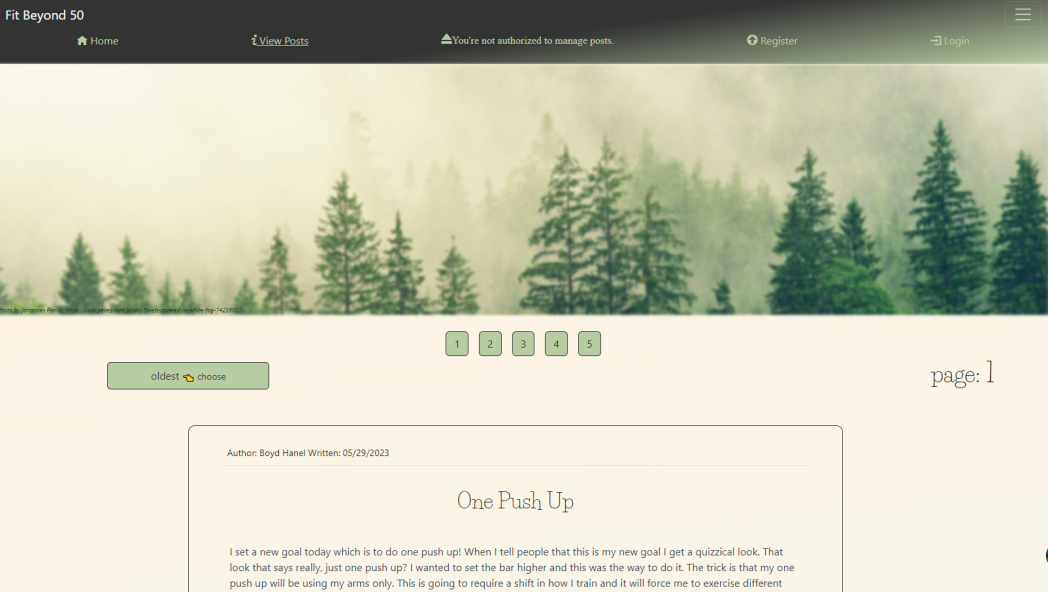 Fit Beyond 50
Home
View Posts
You're not authorized to manage posts.
Register
Login
Photo by Johannes Plenio: https://www.pexels.com/photo/forest-covered-in-white-fog-1423600/
1 2 3 4 5
oldest 👈 choose
page: 1
Author: Boyd Hanel Written: 05/29/2023
One Push Up
I set a new goal today which is to do one push up! When I tell people that this is my new goal I get a quizzical look. That
look that says really, just one push up? I wanted to set the bar higher and this was the way to do it. The trick is that my one
push up will be using my arms only. This is going to require a shift in how I train and it will force me to exercise different